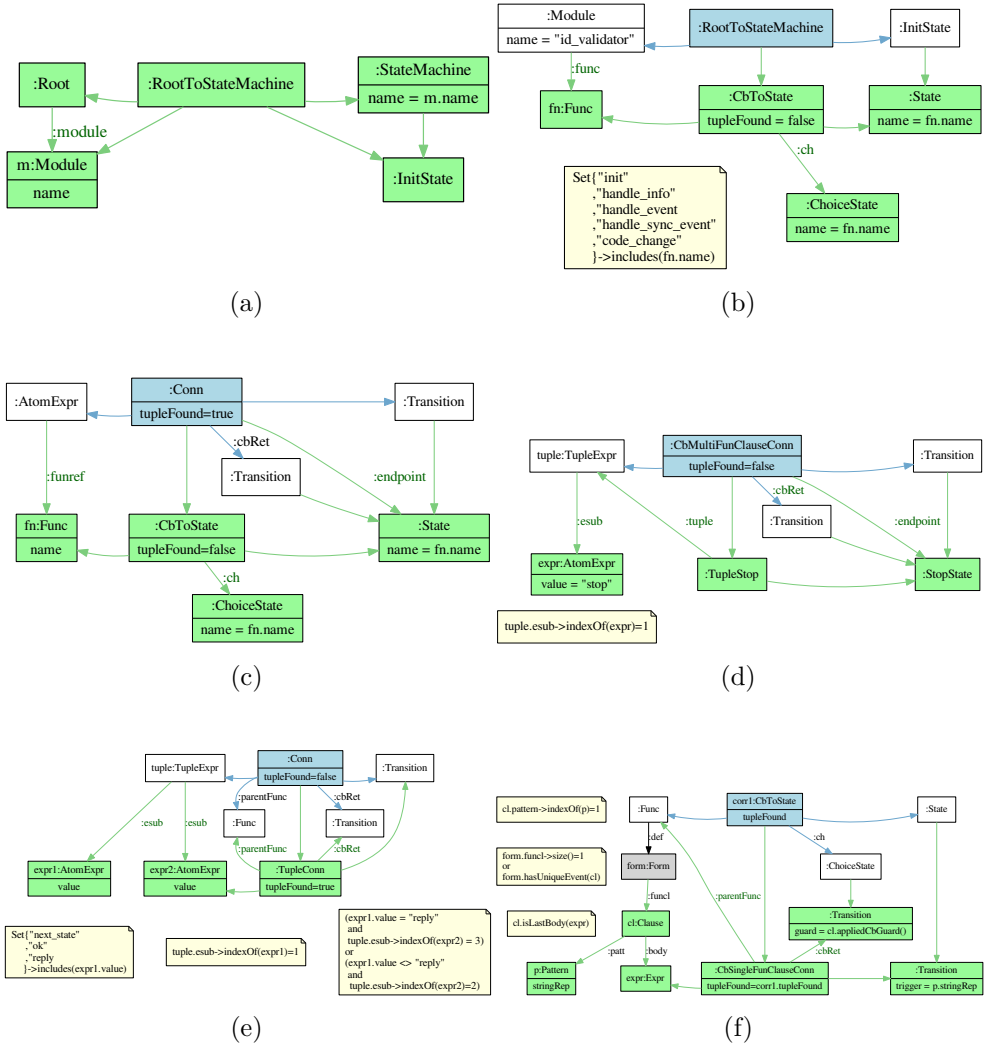 :Root
:RootToStateMachine
:StateMachine
name = m.name
:module
m:Module
name
:InitState
(a)
:Module
name = "id_validator"
:RootToStateMachine
:InitState
:func
fn:Func
:CbToState
tupleFound = false
:State
name = fn.name
:ch
:ChoiceState
name = fn.name
Set{"init"
,"handle_info"
,"handle_event
,"handle_sync_event"
,"code_change"
}->includes(fn.name)
(b)
:AtomExpr
:Conn
tupleFound=true
:Transition
:cbRet
:Transition
:funref
:endpoint
fn:Func
name
:CbToState
tupleFound=false
:State
name = fn.name
:ch
:ChoiceState
name = fn.name
(c)
tuple:TupleExpr
:CbMultiFunClauseConn
tupleFound=false
:Transition
:cbRet
:Transition
:esub
:tuple
:endpoint
expr:AtomExpr
value = "stop"
:TupleStop
:StopState
tuple.esub->indexOf(expr)=1
(d)
tuple:TupleExpr
:Conn
tupleFound=false
:Transition
:parentFunc
:cbRet
:Func
:Transition
:esub
:esub
:parentFunc
:cbRet
expr1:AtomExpr
value
expr2:AtomExpr
value
:TupleConn
tupleFound=true
Set{"next_state"
,"ok"
,"reply
}->includes(expr1.value)
tuple.esub->indexOf(expr1)=1
(expr1.value = "reply"
and
tuple.esub->indexOf(expr2) = 3)
or
(expr1.value <> "reply"
and
tuple.esub->indexOf(expr2)=2)
(e)
cl.pattern->indexOf(p)=1
:Func
corr1:CbToState
tupleFound
:State
:def
:ch
form.funcl->size()=1
or
form.hasUniqueEvent(cl)
form:Form
:ChoiceState
:funcl
:parentFunc
cl.isLastBody(expr)
cl:Clause
:Transition
guard = cl.appliedCbGuard()
:patt
:body
:cbRet
p:Pattern
stringRep
expr:Expr
:CbSingleFunClauseConn
tupleFound=corr1.tupleFound
:Transition
trigger = p.stringRep
(f)